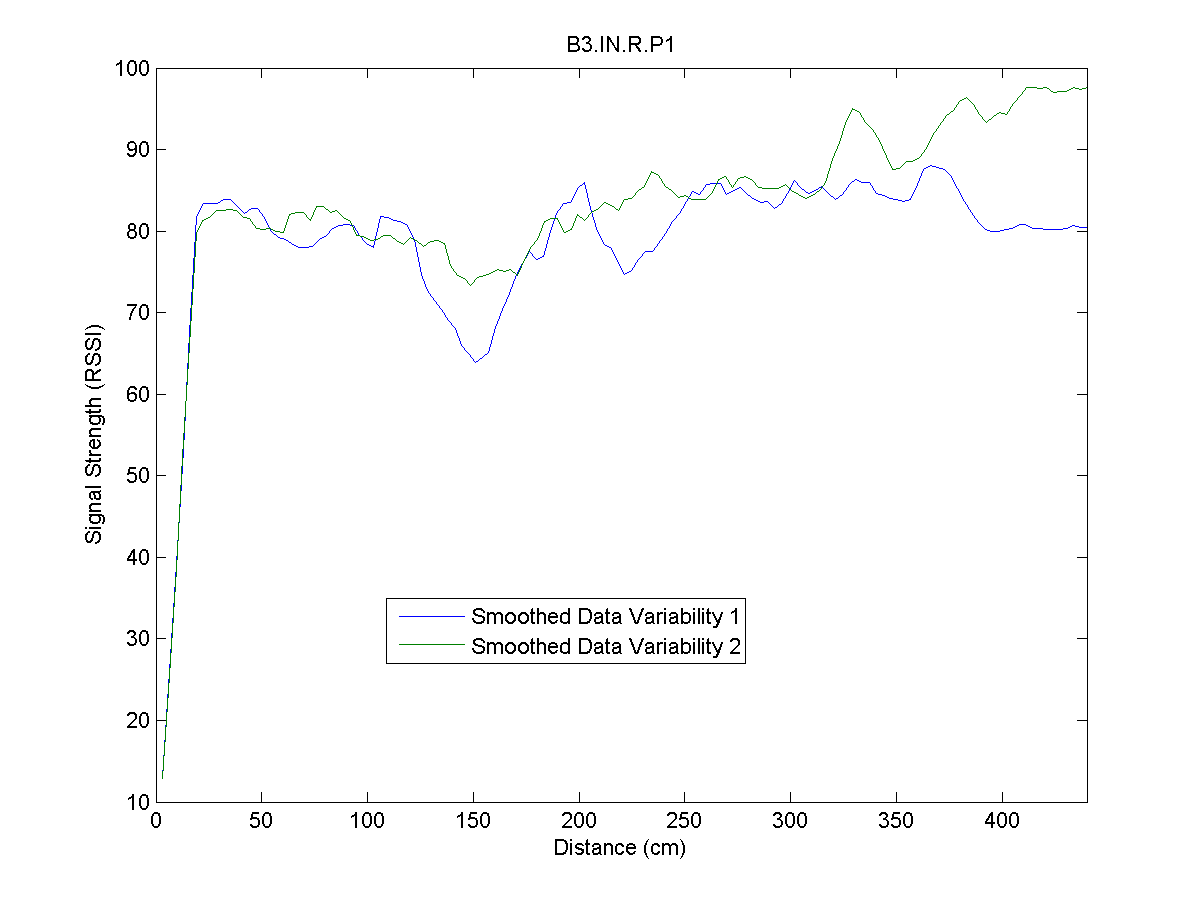 B3.IN.R.P1
100
90
80
70
60
50
40
30
20
10
Signal Strength (RSSI)
Smoothed Data Variability 1
Smoothed Data Variability 2
0 50 100 150 200 250 300 350 400
Distance (cm)